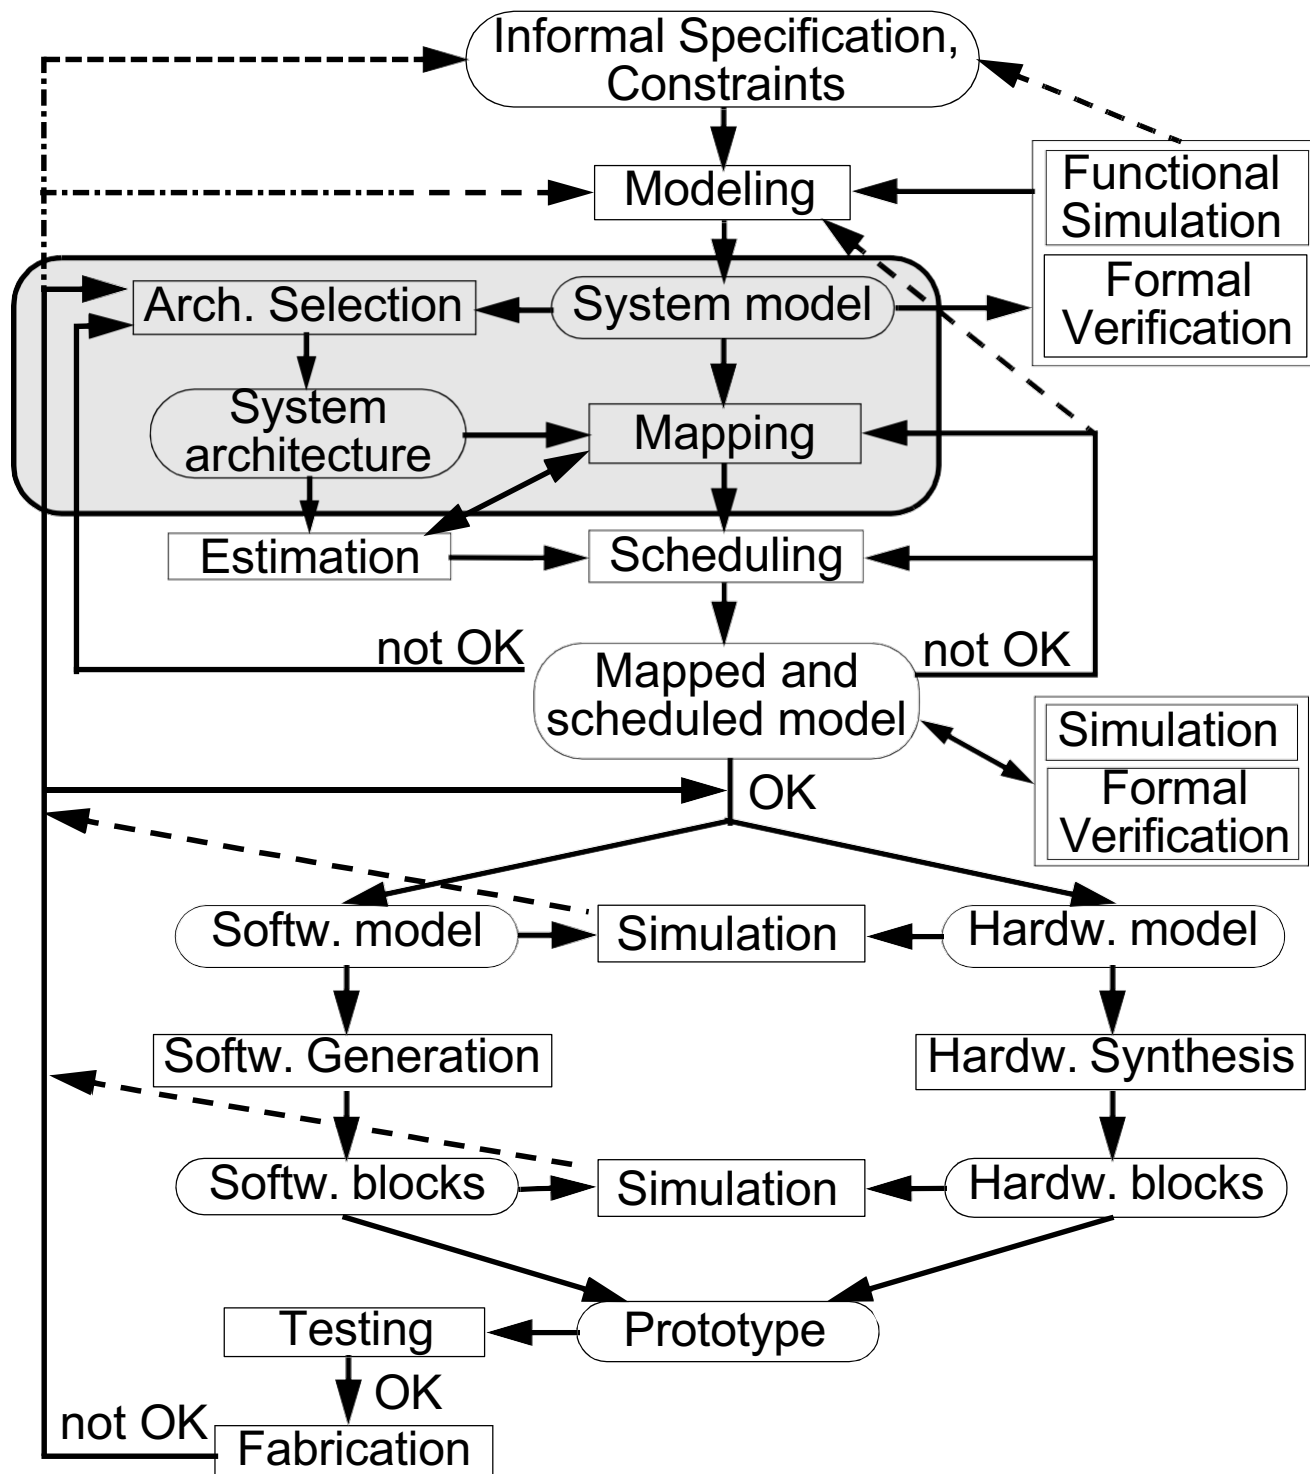 Informal Specification,
Constraints
Modeling
Functional
Simulation
Formal
Verification
Arch. Selection
System model
System
architecture
Mapping
Estimation
Scheduling
not OK
Mapped and
scheduled model
not OK
Simulation
Formal
Verification
OK
Softw. model
Simulation
Hardw. model
Softw. Generation
Hardw. Synthesis
Softw. blocks
Simulation
Hardw. blocks
Testing
Prototype
OK
not OK
Fabrication